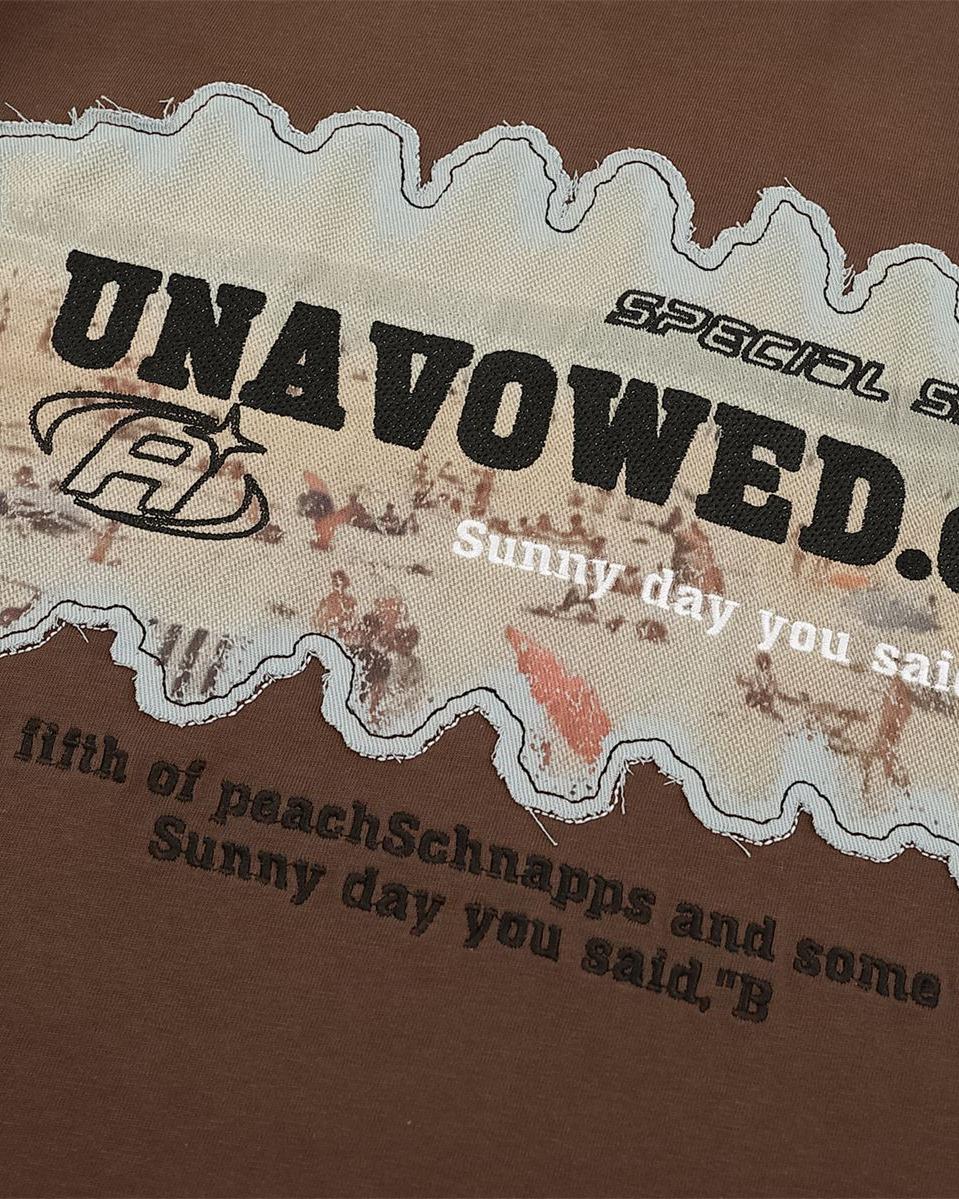 SPECIAL S
UNAVOWED.
R
Sunny day you said
fifth of peachSchnapps and some
Sunny day you said,"B